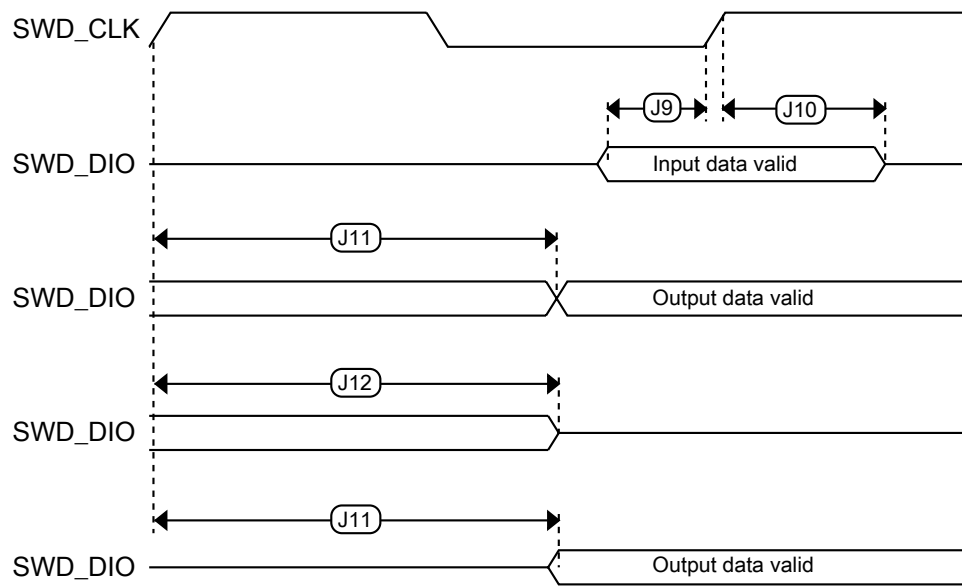 SWD_CLK
J9
J10
SWD_DIO
Input data valid
J11
SWD_DIO
Output data valid
J12
SWD_DIO
J11
SWD_DIO
Output data valid